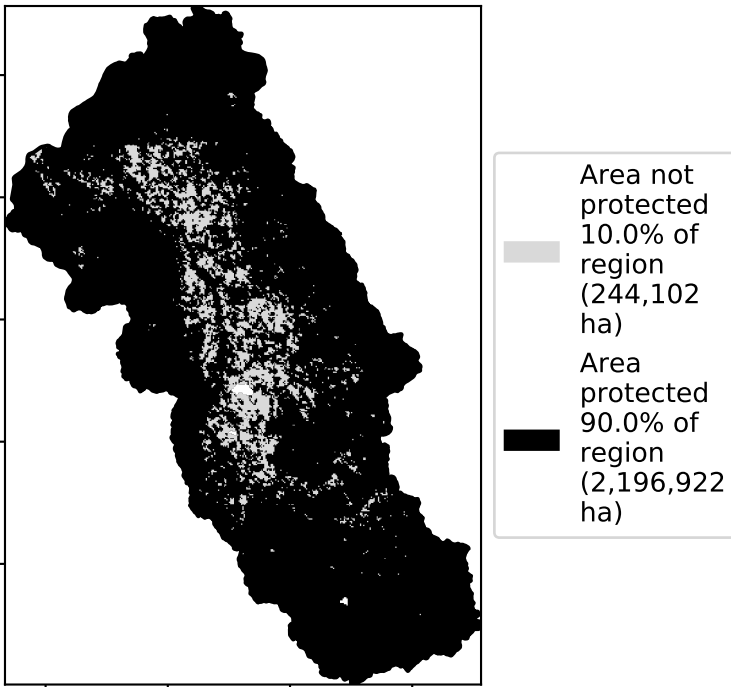 Area not
protected
10.0% of
region
(244,102
ha)
Area
protected
90.0% of
region
(2,196,922
ha)